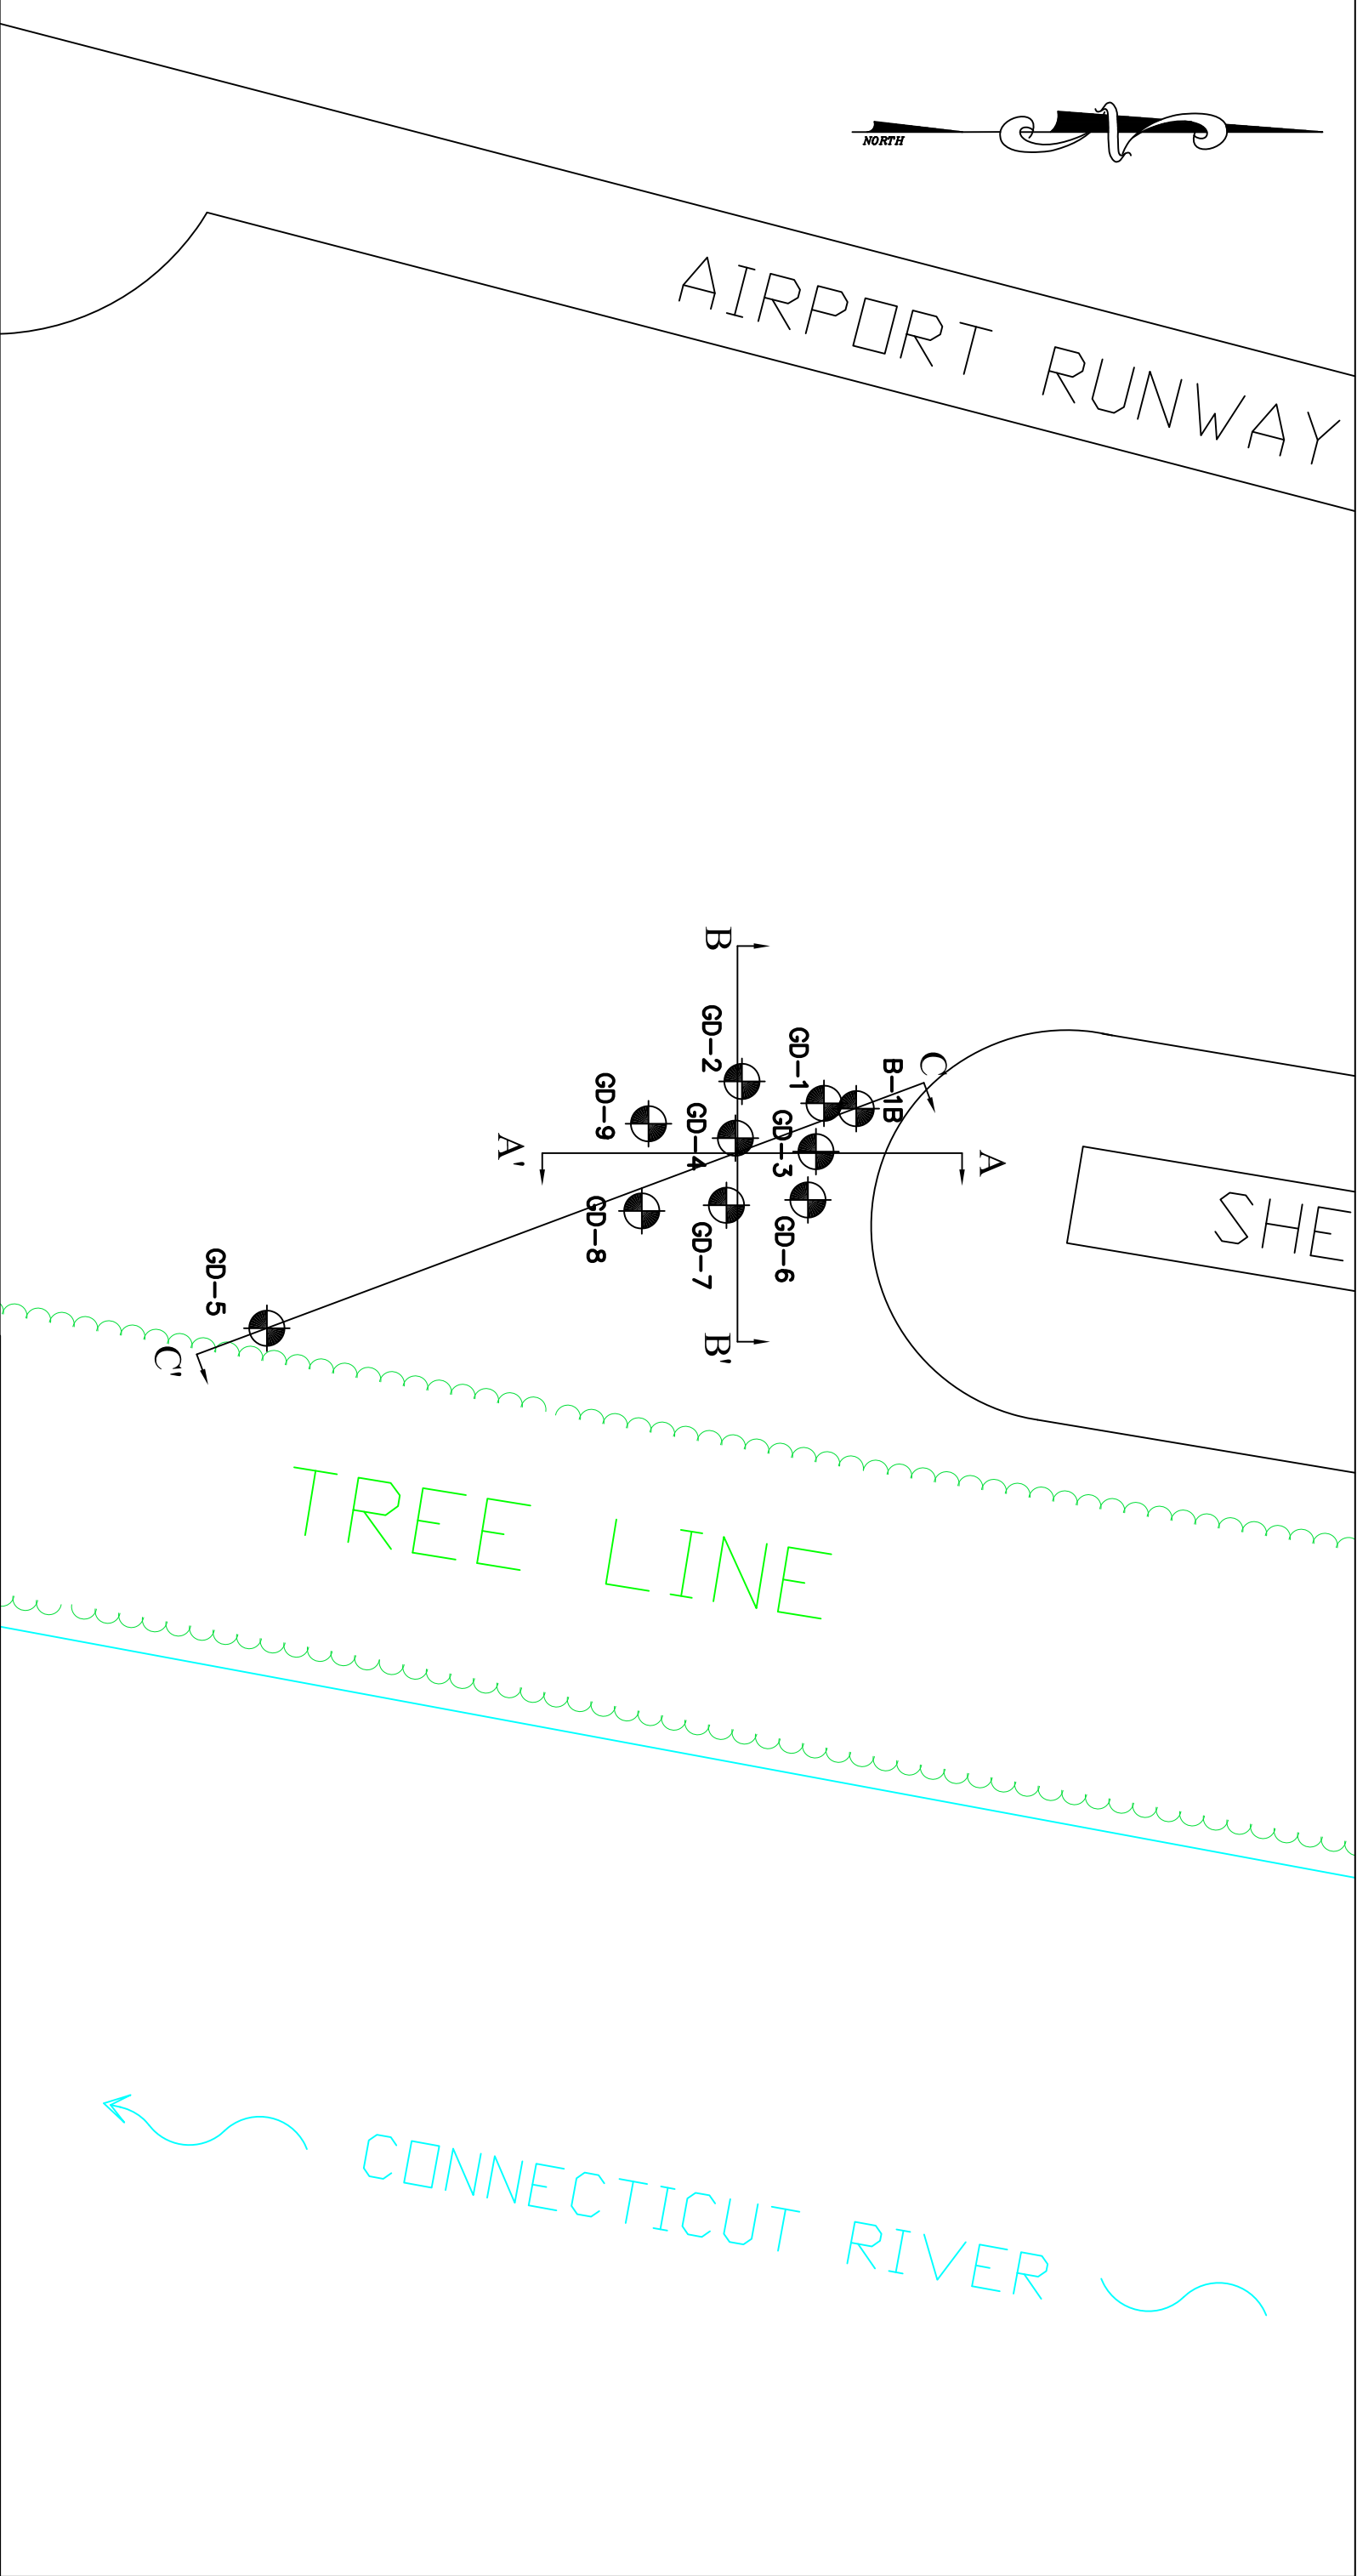 NORTH
AIRPORT RUNWAY
B
GD-2
GD-1
C
B-1B
GD-9
GD-4
GD-3
A'
A
SHE
GD-8
GD-7
GD-6
GD-5
B'
C'
TREE LINE
CONNECTICUT RIVER